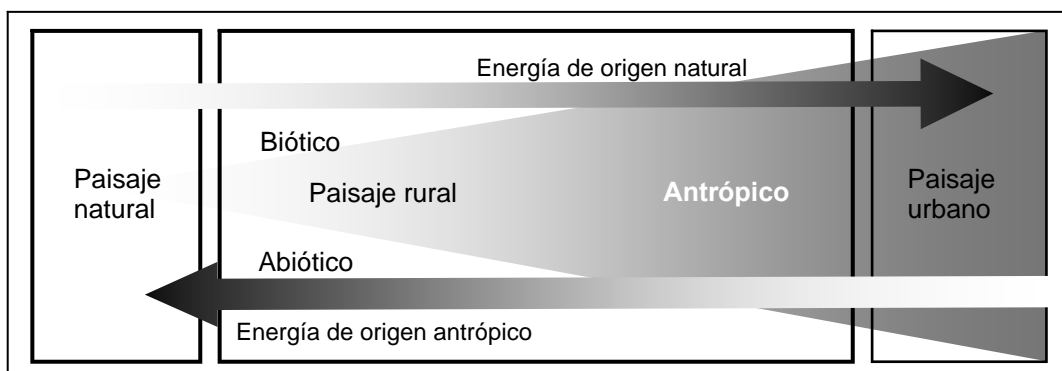 Energía de origen natural
Biótico
Paisaje
natural
Paisaje rural
Antrópico
Paisaje
urbano
Abiótico
Energía de origen antrópico